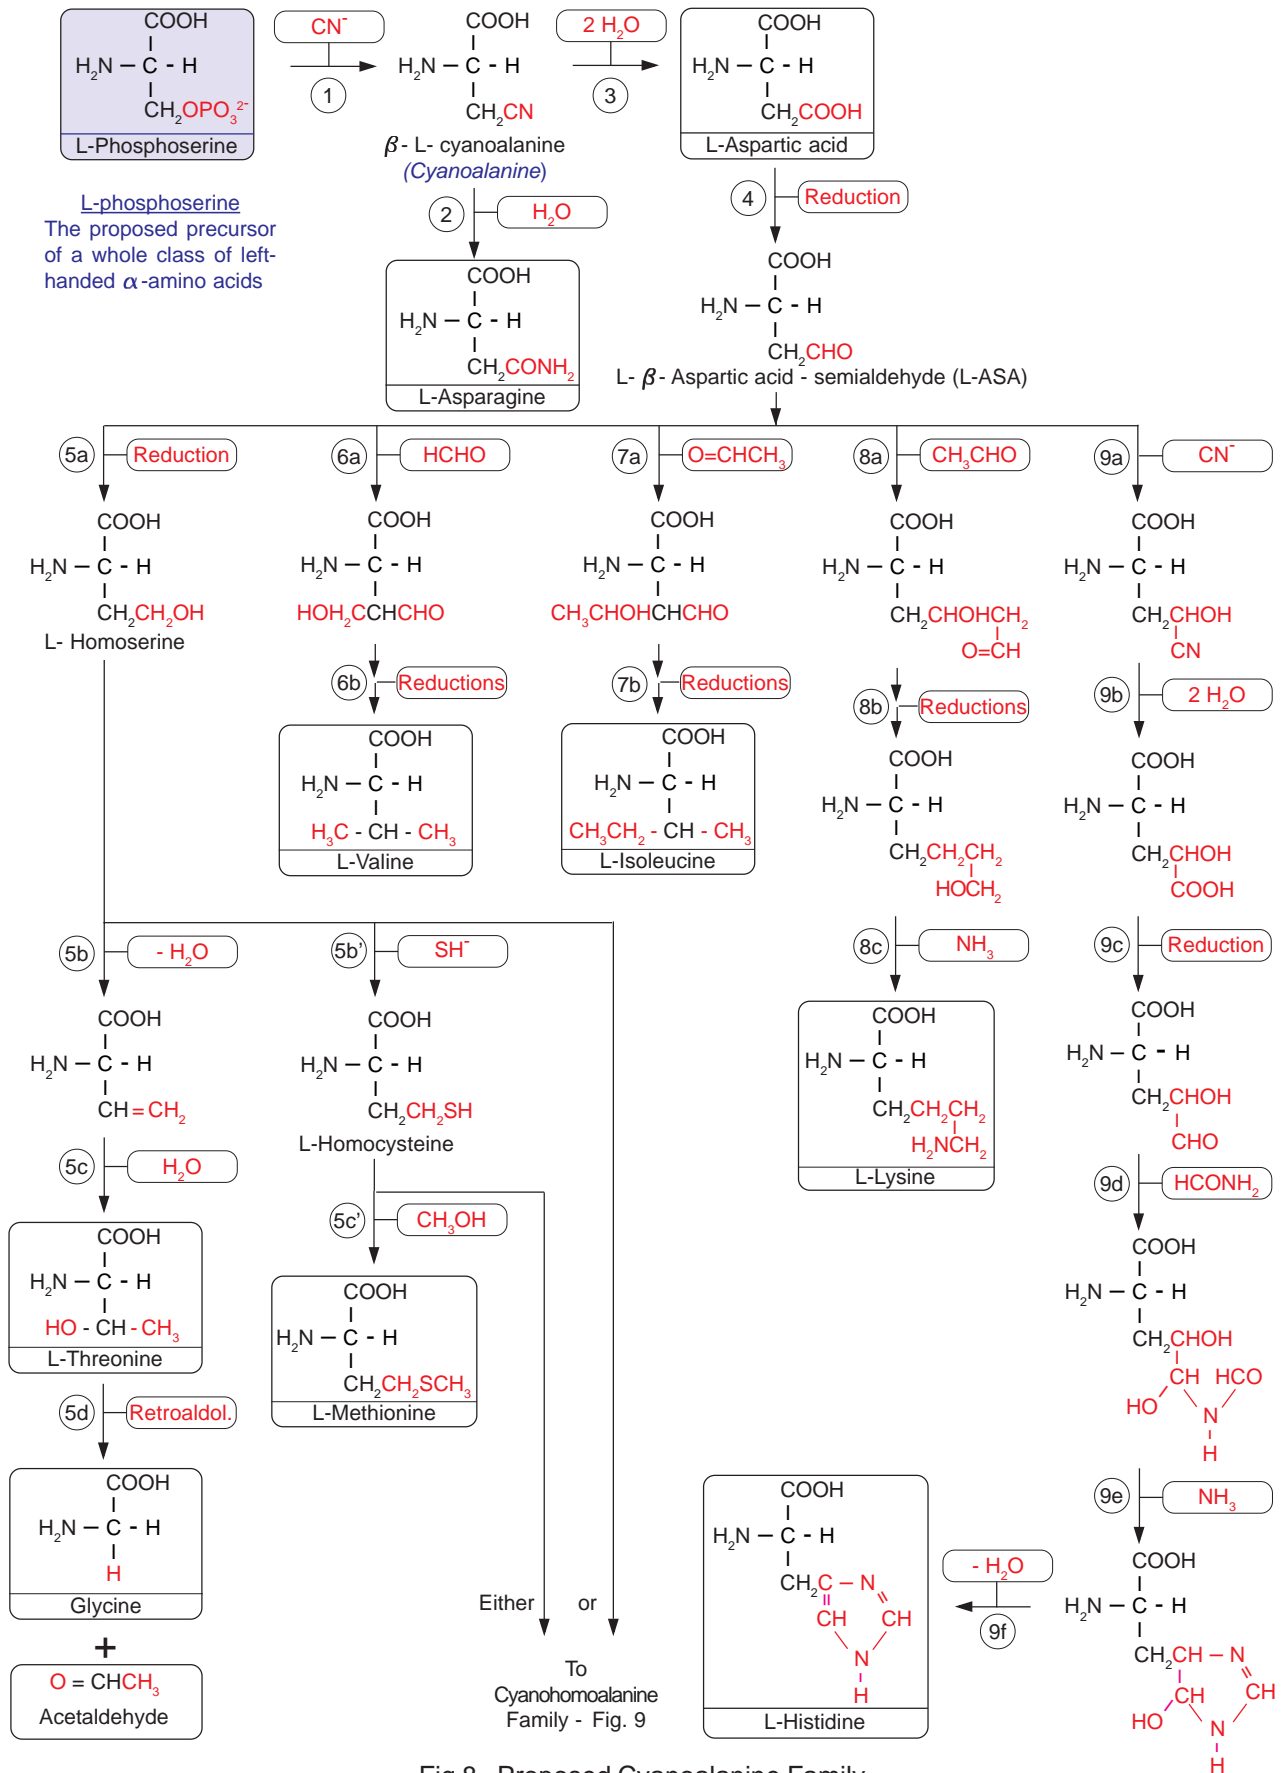 COOH
H2N – C - H
CH2OPO3^2-
L-Phosphoserine
CN-
1
COOH
H2N – C - H
CH2CN
β- L- cyanoalanine
(Cyanoalanine)
2 H2O
3
COOH
H2N – C - H
CH2COOH
L-Aspartic acid
L-phosphoserine
The proposed precursor
of a whole class of left-
handed α-amino acids
2
H2O
COOH
H2N – C - H
CH2CONH2
L-Asparagine
4
Reduction
COOH
H2N – C - H
CH2CHO
L- β- Aspartic acid - semialdehyde (L-ASA)
5a
Reduction
COOH
H2N – C - H
CH2CH2OH
L- Homoserine
6a
HCHO
COOH
H2N – C - H
HOH2CCHCHO
6b
Reductions
COOH
H2N – C - H
H3C - CH - CH3
L-Valine
7a
O=CHCH3
COOH
H2N – C - H
CH3CHOHCHCHO
7b
Reductions
COOH
H2N – C - H
CH3CH2 - CH - CH3
L-Isoleucine
8a
CH3CHO
COOH
H2N – C - H
CH2CHOHCH2
O=CH
8b
Reductions
COOH
H2N – C - H
CH2CH2CH2
HOCH2
8c
NH3
COOH
H2N – C - H
CH2CH2CH2
H2NCH2
L-Lysine
9a
CN-
COOH
H2N – C - H
CH2CHOH
CN
9b
2 H2O
COOH
H2N – C - H
CH2CHOH
COOH
9c
Reduction
COOH
H2N – C - H
CH2CHOH
CHO
9d
HCONH2
COOH
H2N – C - H
CH2CHOH
CH HCO
HO
N
H
9e
NH3
COOH
H2N – C - H
CH2CH – N
CH
CH
HO
N
H
- H2O
9f
COOH
H2N – C - H
CH2C – N
CH CH
N
H
L-Histidine
5b
- H2O
COOH
H2N – C - H
CH=CH2
5c
H2O
COOH
H2N – C - H
HO - CH - CH3
L-Threonine
5d
Retroaldol.
COOH
H2N – C - H
H
Glycine
+
O = CHCH3
Acetaldehyde
5b'
SH-
COOH
H2N – C - H
CH2CH2SH
L-Homocysteine
5c'
CH3OH
COOH
H2N – C - H
CH2CH2SCH3
L-Methionine
Either or
To
Cyanohomoalanine
Family - Fig. 9
Fig 8 Proposed Cyanoalanine Family